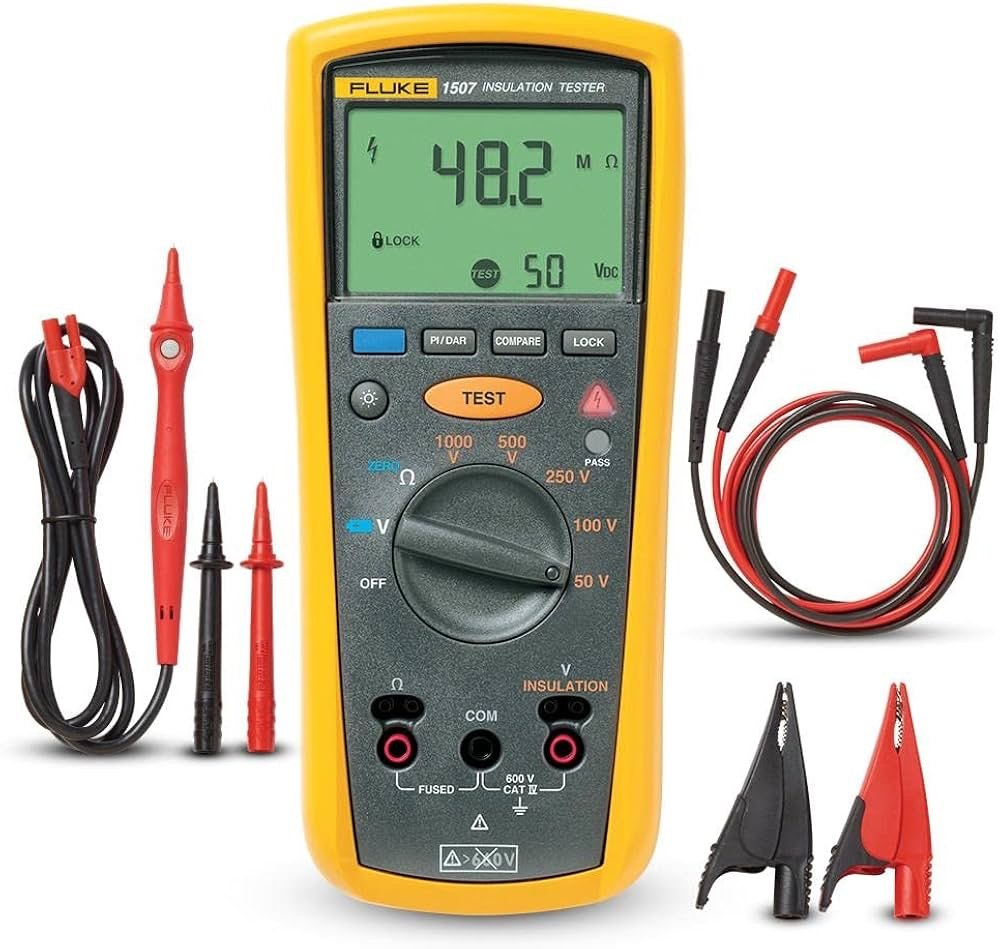 FLUKE 1507 INSULATION TESTER
48.2 M Ω
LOCK
TEST 50 VDC
PI/DAR COMPARE LOCK
TEST
PASS
1000 V
500 V
250 V
100 V
50 V
ZERO
Ω
V
OFF
Ω
COM
V
INSULATION
FUSED
600 V
CAT IV
>600V
FLUKE